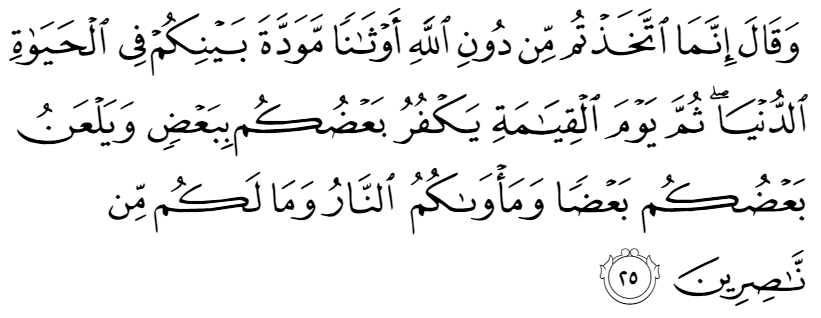 وَقَالَ إِنَّمَا ٱتَّخَذۡتُم مِّن دُونِ ٱللَّهِ أَوۡثَٰنٗا مَّوَدَّةَ بَيۡنِكُمۡ فِي ٱلۡحَيَوٰةِ
ٱلدُّنۡيَاۖ ثُمَّ يَوۡمَ ٱلۡقِيَٰمَةِ يَكۡفُرُ بَعۡضُكُم بِبَعۡضٖ وَيَلۡعَنُ
بَعۡضُكُم بَعۡضٗا وَمَأۡوَىٰكُمُ ٱلنَّارُ وَمَا لَكُم مِّن
نَّٰصِرِينَ ٢٥